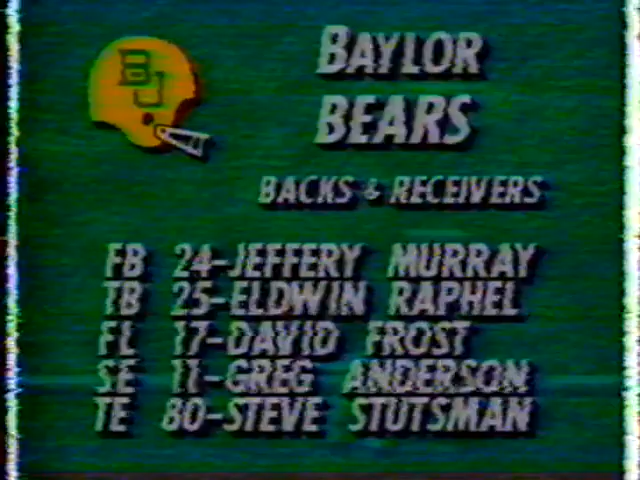 BU
BAYLOR
BEARS
BACKS & RECEIVERS
FB 24-JEFFERY MURRAY
TB 25-ELDWIN RAPHEL
FL 17-DAVID FROST
SE 11-GREG ANDERSON
TE 80-STEVE STUTSMAN